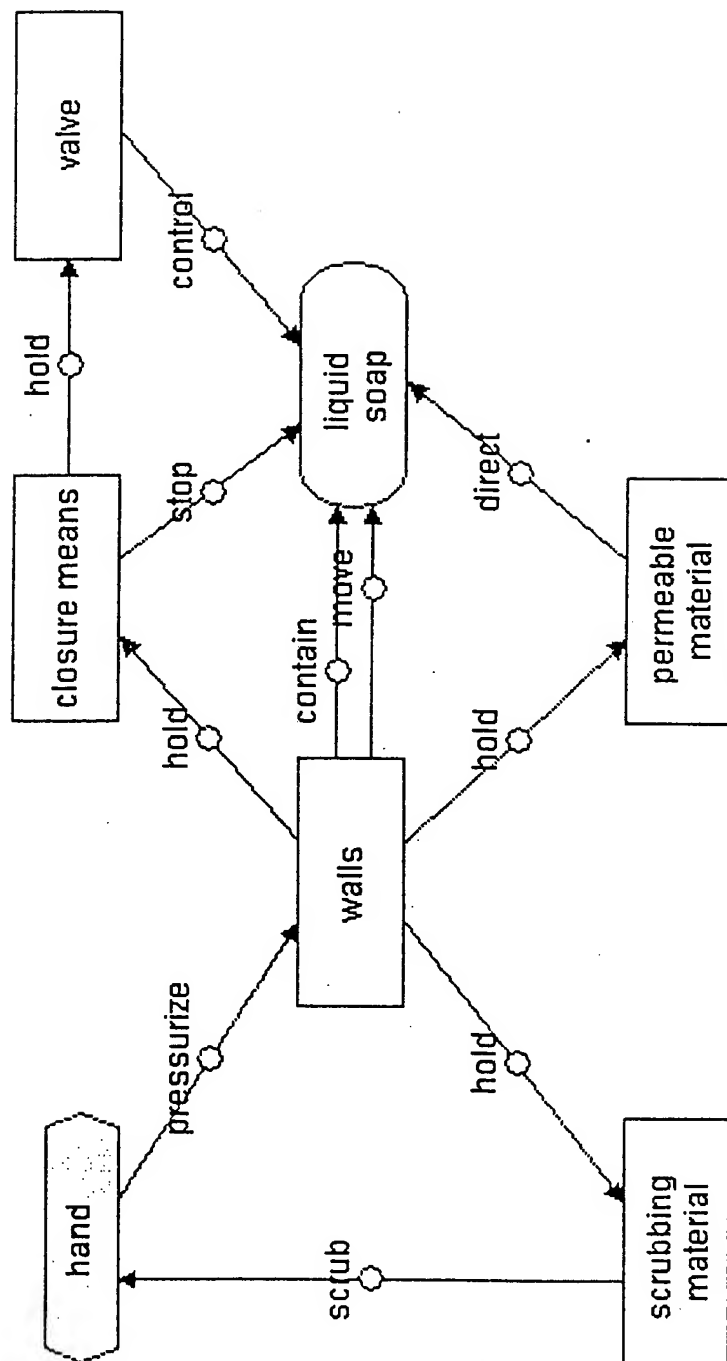 hand
pressurize
scrub
scrubbing
material
walls
hold
hold
hold
contain
move
closure means
stop
hold
valve
control
liquid
soap
direct
permeable
material